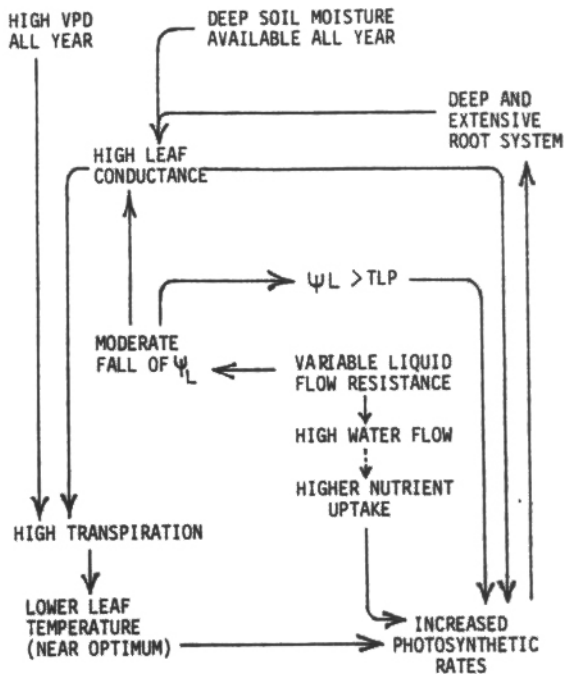 HIGH VPD
ALL YEAR
DEEP SOIL MOISTURE
AVAILABLE ALL YEAR
DEEP AND
EXTENSIVE
ROOT SYSTEM
HIGH LEAF
CONDUCTANCE
ΨL > TLP
MODERATE
FALL OF ΨL
VARIABLE LIQUID
FLOW RESISTANCE
HIGH WATER FLOW
HIGHER NUTRIENT
UPTAKE
HIGH TRANSPIRATION
LOWER LEAF
TEMPERATURE
(NEAR OPTIMUM)
INCREASED
PHOTOSYNTHETIC
RATES